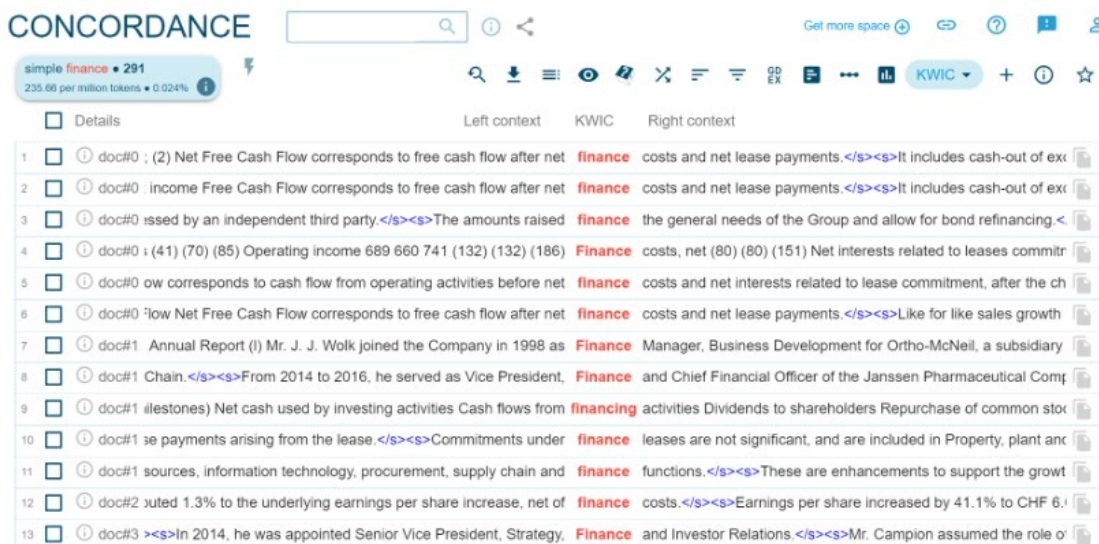 CONCORDANCE
Get more space
simple finance • 291
235.66 per million tokens • 0.024%
GD EX
KWIC
Details Left context KWIC Right context
1 doc#0 ; (2) Net Free Cash Flow corresponds to free cash flow after net finance costs and net lease payments.</s><s>It includes cash-out of
2 doc#0 income Free Cash Flow corresponds to free cash flow after net finance costs and net lease payments.</s><s>It includes cash-out of
3 doc#0 by an independent third party.</s><s>The amounts raised finance the general needs of the Group and allow for bond refinancing.<
4 doc#0 (41) (70) (85) Operating income 689 660 741 (132) (132) (186) Finance costs, net (80) (80) (151) Net interests related to leases
5 doc#0 ow corresponds to cash flow from operating activities before net finance costs and net interests related to lease commitment, after the ch
6 doc#0 Flow Net Free Cash Flow corresponds to free cash flow after net finance costs and net lease payments.</s><s>Like for like sales growth
7 doc#1 Annual Report (I) Mr. J. J. Wolk joined the Company in 1998 as Finance Manager, Business Development for Ortho-McNeil, a subsidiary
8 doc#1 Chain.</s><s>From 2014 to 2016, he served as Vice President, Finance and Chief Financial Officer of the Janssen Pharmaceutical
9 doc#1 ilestones) Net cash used by investing activities Cash flows from financing activities Dividends to shareholders Repurchase of common
10 doc#1 se payments arising from the lease.</s><s>Commitments under finance leases are not significant, and are included in Property, plant
11 doc#1 sources, information technology, procurement, supply chain and finance functions.</s><s>These are enhancements to support the growt
12 doc#2 outed 1.3% to the underlying earnings per share increase, net of finance costs.</s><s>Earnings per share increased by 41.1% to CHF 6.
13 doc#3 ><s>In 2014, he was appointed Senior Vice President, Strategy, Finance and Investor Relations.</s><s>Mr. Campion assumed the role